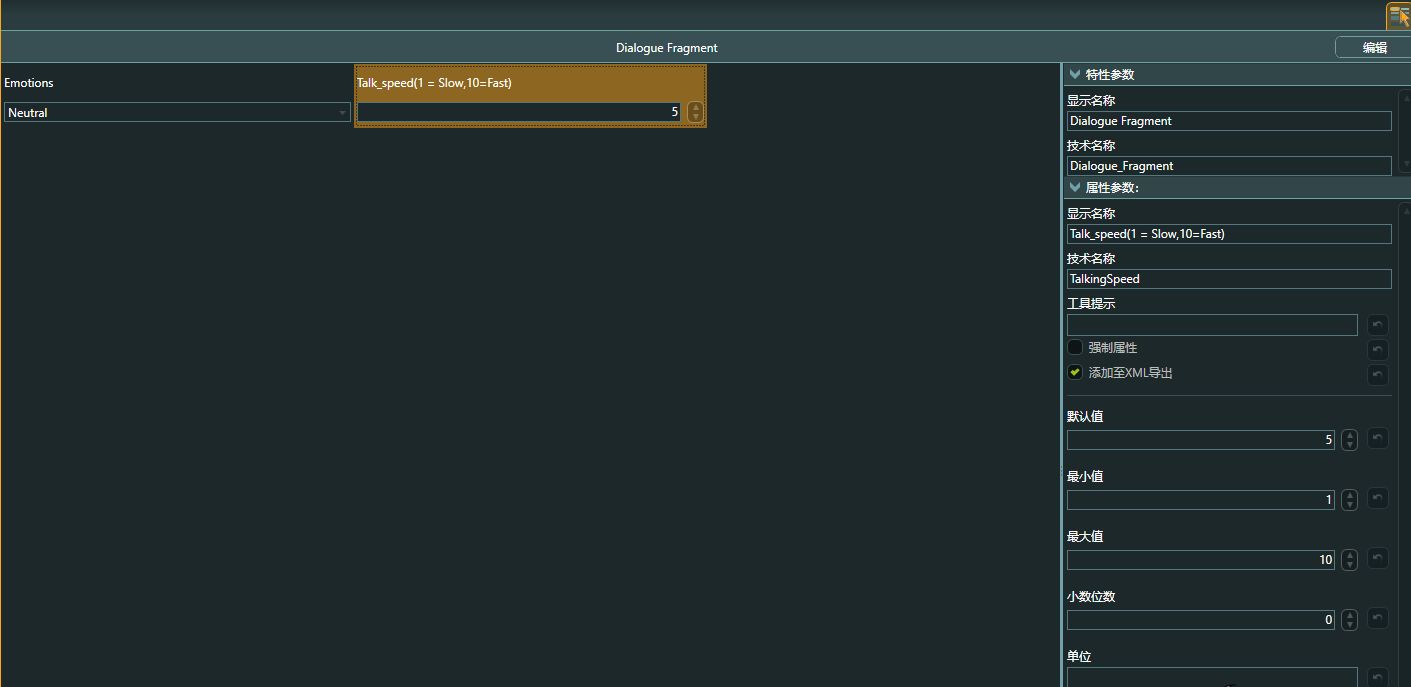 Dialogue Fragment
编辑
Emotions
Neutral
Talk_speed(1 = Slow,10=Fast)
5
特性参数
显示名称
Dialogue Fragment
技术名称
Dialogue_Fragment
属性参数:
显示名称
Talk_speed(1 = Slow,10=Fast)
技术名称
TalkingSpeed
工具提示
强制属性
添加至XML导出
默认值
5
最小值
1
最大值
10
小数位数
0
单位